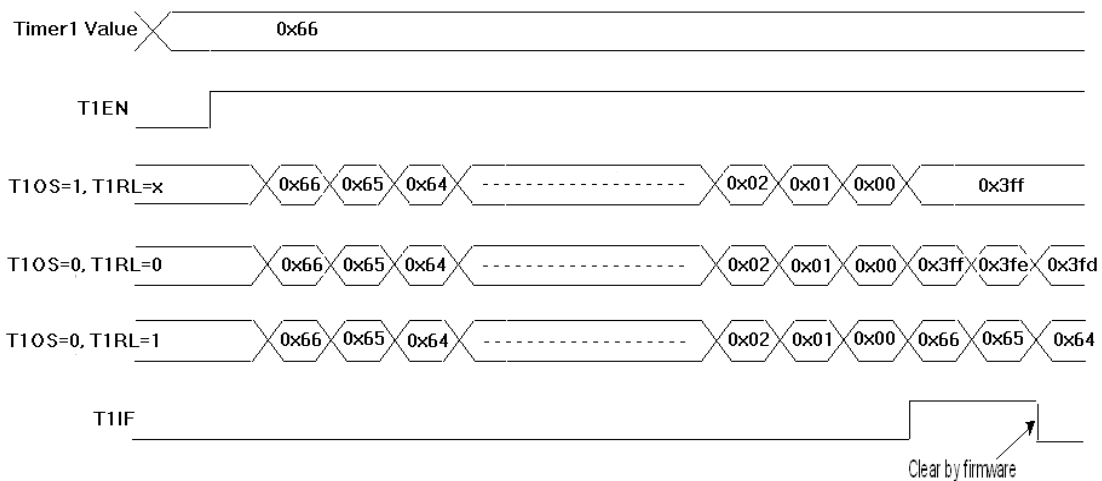 Timer1 Value 0x66
T1EN
T1OS=1, T1RL=x 0x66 0x65 0x64 0x02 0x01 0x00 0x3ff
T1OS=0, T1RL=0 0x66 0x65 0x64 0x02 0x01 0x00 0x3ff 0x3fe 0x3fd
T1OS=0, T1RL=1 0x66 0x65 0x64 0x02 0x01 0x00 0x66 0x65 0x64
T1IF
Clear by firmware